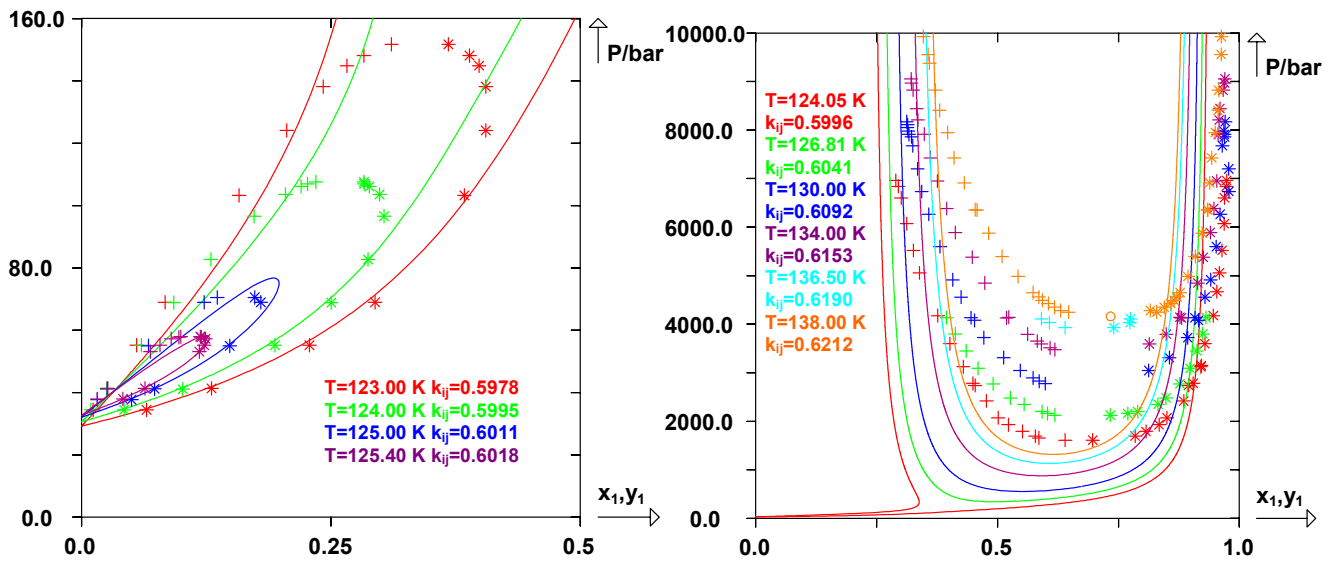 160.0
P/bar
80.0
T=123.00 K kij=0.5978
T=124.00 K kij=0.5995
T=125.00 K kij=0.6011
T=125.40 K kij=0.6018
x1,y1
0.0
0.0
0.25
0.5
10000.0
P/bar
T=124.05 K
kij=0.5996
8000.0
T=126.81 K
kij=0.6041
T=130.00 K
kij=0.6092
6000.0
T=134.00 K
kij=0.6153
T=136.50 K
kij=0.6190
4000.0
T=138.00 K
kij=0.6212
2000.0
x1,y1
0.0
0.0
0.5
1.0